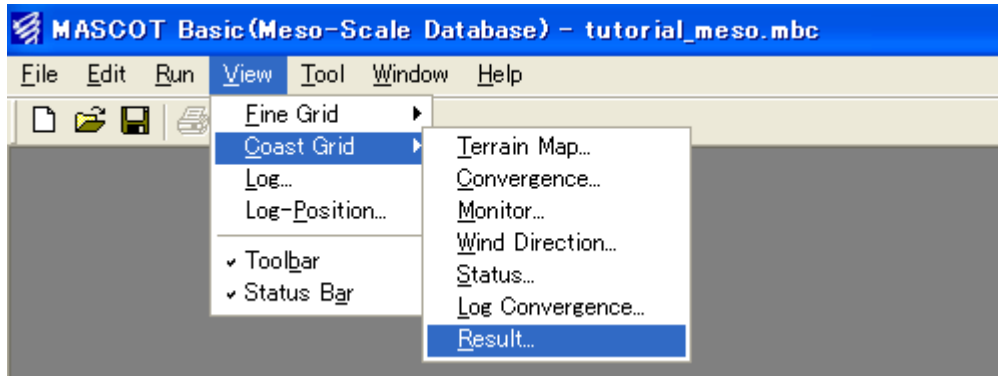 MASCOT Basic(Meso-Scale Database) - tutorial_meso.mbc
File Edit Run View Tool Window Help
Fine Grid
Coast Grid
Log...
Log-Position...
Toolbar
Status Bar
Terrain Map...
Convergence...
Monitor...
Wind Direction...
Status...
Log Convergence...
Result...